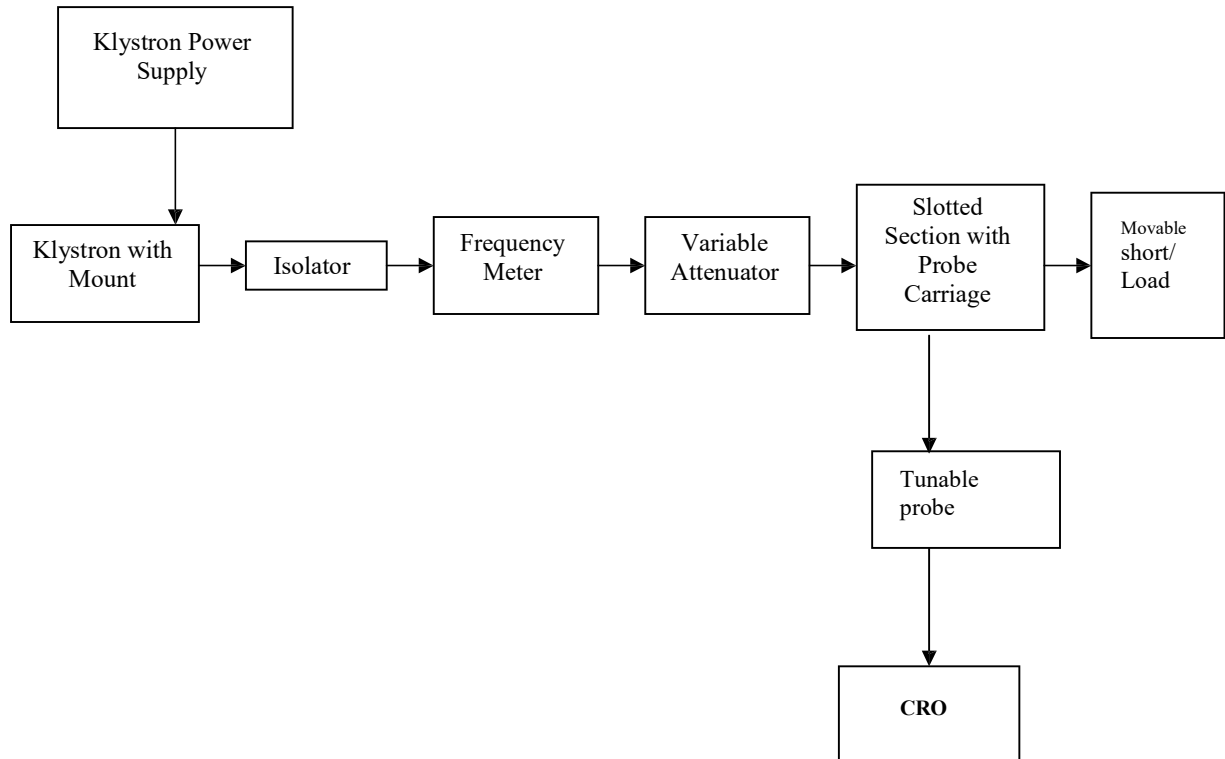 Klystron Power
Supply
Klystron with
Mount
Isolator
Frequency
Meter
Variable
Attenuator
Slotted
Section with
Probe
Carriage
Movable
short/
Load
Tunable
probe
CRO